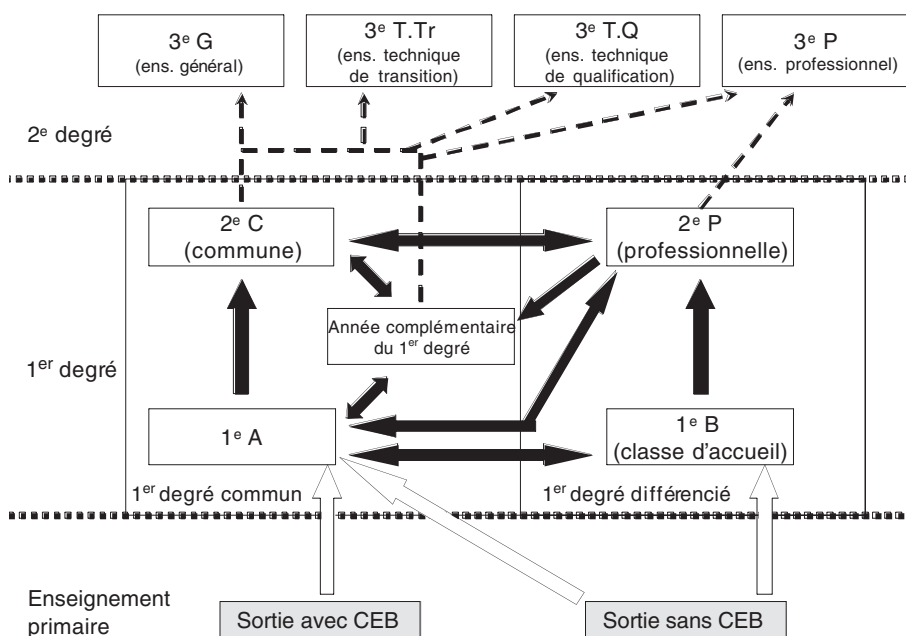 3e G
(ens. général)
3e T.Tr
(ens. technique
de transition)
3e T.Q
(ens. technique
de qualification)
3e P
(ens. professionnel)
2e degré
2e C
(commune)
2e P
(professionnelle)
Année complémentaire
du 1er degré
1er degré
1e A
1e B
(classe d'accueil)
1er degré commun
1er degré différencié
Enseignement
primaire
Sortie avec CEB
Sortie sans CEB